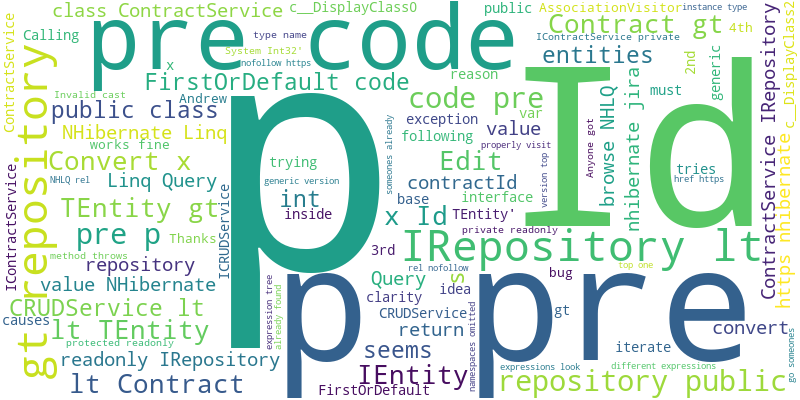 class ContractService
c__DisplayClass0
public
AssociationVisitor
instance type
Calling
type name
System Int32'
nofollow https
x
pre code
IContractService private
Contract gt
4th
entities
ContractService
gt repository
Invalid cast
FirstOrDefault code
reason
2nd
generic
public class
Andrew
code pre
var
must
NHibernate Linq
exception
value
following
works fine
someones already
properly visit
Anyone got
version top
browse NHLQ
nhibernate jira
ContractService IRepository
https nhibernate
c__DisplayClass2
Convert x
trying
Edit
p
Id
tries
href https
Linq Query
generic version
contractId
NHLQ rel
int
base
interface
TEntity gt
inside
x Id
TEntity'
IContractService
ICRUDService
pre p
Thanks
private readonly
3rd
IRepository lt
method throws
repository
rel nofollow
bug
top one
value NHibernate
expression tree
already found
p
Query
s
idea
pre
clarity
gt
CRUDService lt
CRUDService
namespaces omitted
causes
lt TEntity
return
convert
protected readonly
seems
iterate
readonly IRepository
expressions look
different expressions
go someones
lt Contract
IEntity
FirstOrDefault
repository public